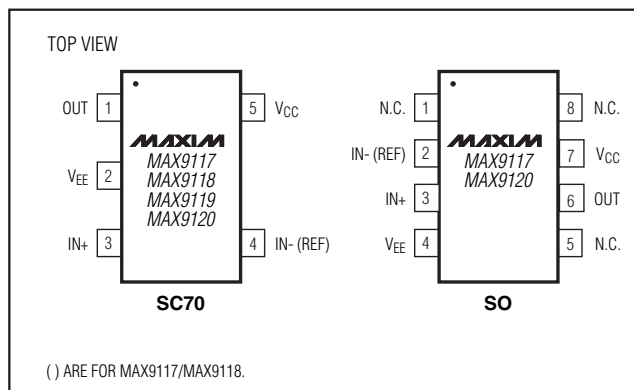 TOP VIEW
OUT 1
5 VCC
VEE 2
IN+ 3
4 IN- (REF)
MAXIM
MAX9117
MAX9118
MAX9119
MAX9120
SC70
N.C. 1
8 N.C.
IN- (REF) 2
7 VCC
IN+ 3
6 OUT
VEE 4
5 N.C.
MAXIM
MAX9117
MAX9120
SO
( ) ARE FOR MAX9117/MAX9118.